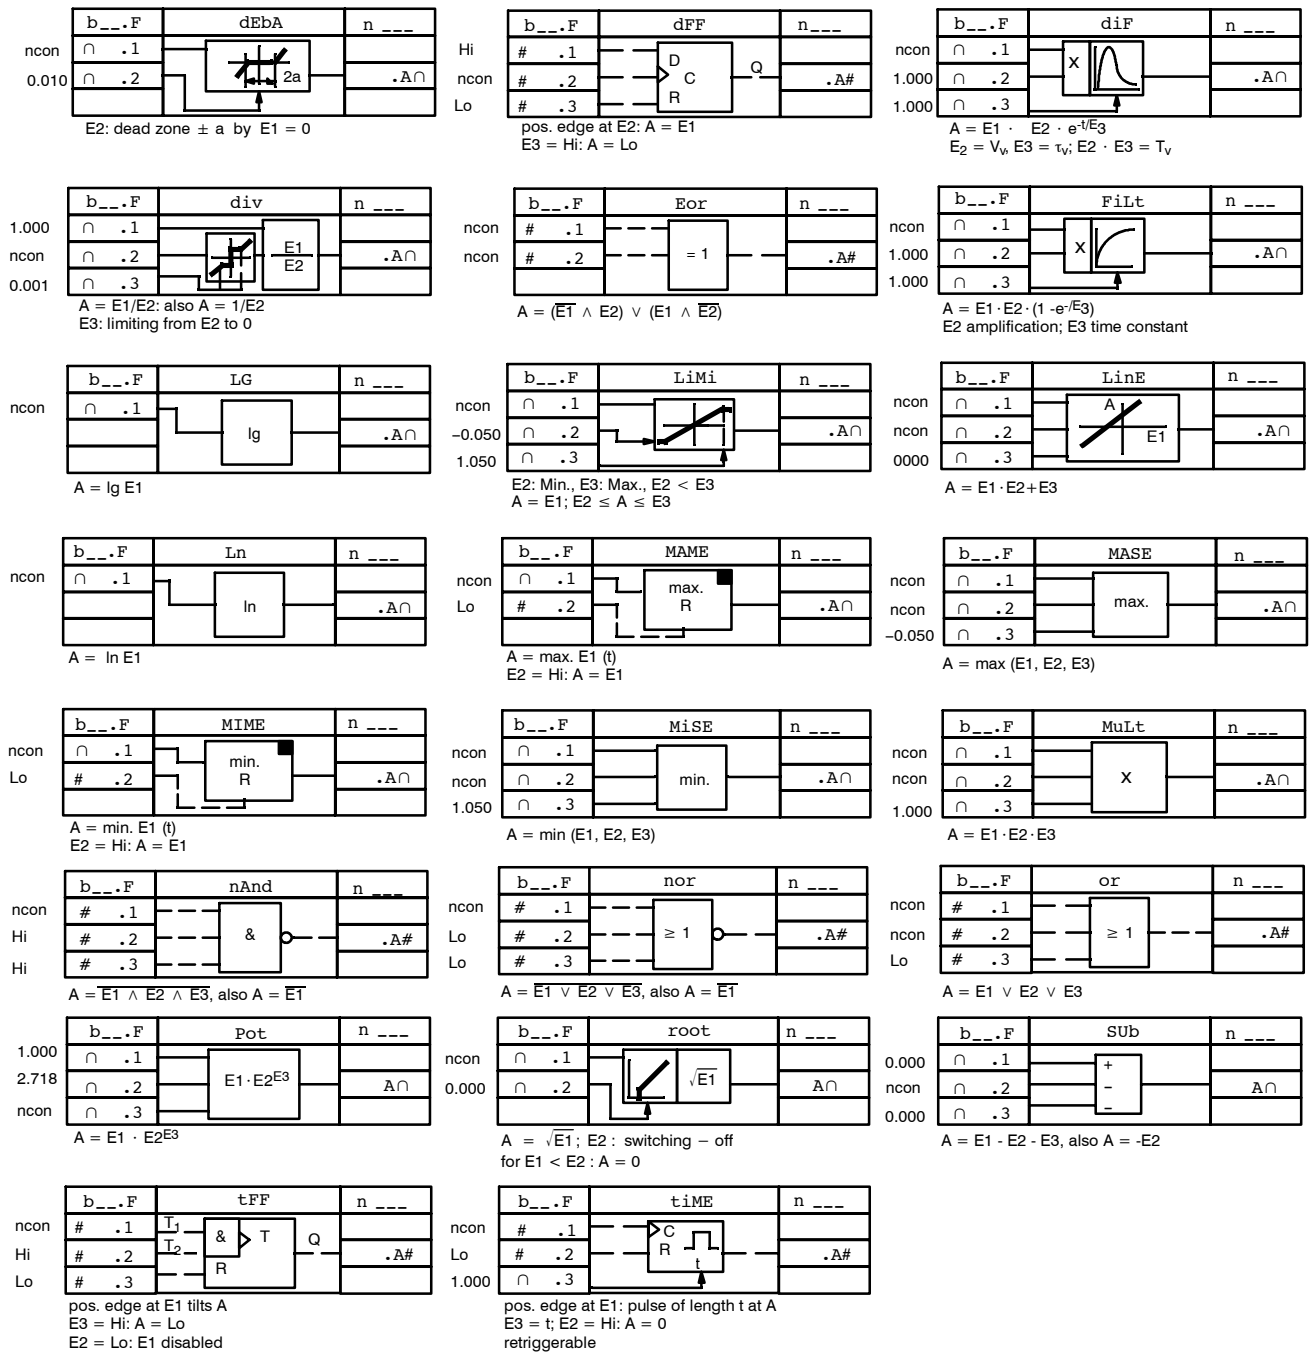 b__.F dEbA n ___
ncon ∩ .1
0.010 ∩ .2 2a .A∩
E2: dead zone ± a by E1 = 0
b__.F dFF n___
Hi # .1 D
ncon # .2 C Q .A#
Lo # .3 R
pos. edge at E2: A = E1
E3 = Hi: A = Lo
b__.F diF n ___
ncon ∩ .1
1.000 ∩ .2 X .A∩
1.000 ∩ .3
A = E1 · E2 · e-t/E3
E2 = Vv, E3 = τv; E2 · E3 = Tv
b__.F div n ___
1.000 ∩ .1 E1
ncon ∩ .2 E2 .A∩
0.001 ∩ .3
A = E1/E2: also A = 1/E2
E3: limiting from E2 to 0
b__.F Eor n___
ncon # .1
ncon # .2 = 1 .A#
A = (E̅1̅ ∧ E2) ∨ (E1 ∧ E̅2̅)
b__.F FiLt n ___
ncon ∩ .1
1.000 ∩ .2 X .A∩
1.000 ∩ .3
A = E1·E2·(1 -e-/E3)
E2 amplification; E3 time constant
b__.F LG n ___
ncon ∩ .1
lg .A∩
A = lg E1
b__.F LiMi n ___
ncon ∩ .1
−0.050 ∩ .2 .A∩
1.050 ∩ .3
E2: Min., E3: Max., E2 < E3
A = E1; E2 ≤ A ≤ E3
b__.F LinE n ___
ncon ∩ .1 A
ncon ∩ .2 E1 .A∩
0000 ∩ .3
A = E1·E2+E3
b__.F Ln n ___
ncon ∩ .1
ln .A∩
A = ln E1
b__.F MAME n ___
ncon ∩ .1 max.
Lo # .2 R .A∩
A = max. E1 (t)
E2 = Hi: A = E1
b__.F MASE n ___
ncon ∩ .1
ncon ∩ .2 max. .A∩
−0.050 ∩ .3
A = max (E1, E2, E3)
b__.F MIME n ___
ncon ∩ .1 min.
Lo # .2 R .A∩
A = min. E1 (t)
E2 = Hi: A = E1
b__.F MiSE n ___
ncon ∩ .1
ncon ∩ .2 min. .A∩
1.050 ∩ .3
A = min (E1, E2, E3)
b__.F MuLt n ___
ncon ∩ .1
ncon ∩ .2 X .A∩
1.000 ∩ .3
A = E1·E2·E3
b__.F nAnd n ___
ncon # .1
Hi # .2 & .A#
Hi # .3
A = E̅1̅ ̅∧̅ ̅E̅2̅ ̅∧̅ ̅E̅3̅, also A = E̅1̅
b__.F nor n ___
ncon # .1
Lo # .2 ≥ 1 .A#
Lo # .3
A = E̅1̅ ̅∨̅ ̅E̅2̅ ̅∨̅ ̅E̅3̅, also A = E̅1̅
b__.F or n ___
ncon # .1
ncon # .2 ≥ 1 .A#
Lo # .3
A = E1 ∨ E2 ∨ E3
b__.F Pot n ___
1.000 ∩ .1
2.718 ∩ .2 E1·E2E3 A∩
ncon ∩ .3
A = E1 · E2E3
b__.F root n ___
ncon ∩ .1 √E1
0.000 ∩ .2 A∩
A = √E1; E2 : switching − off
for E1 < E2 : A = 0
b__.F SUb n ___
0.000 ∩ .1 +
ncon ∩ .2 − A∩
0.000 ∩ .3 −
A = E1 - E2 - E3, also A = -E2
b__.F tFF n ___
ncon # .1 T1 & T Q
Hi # .2 T2 .A#
Lo # .3 R
pos. edge at E1 tilts A
E3 = Hi: A = Lo
E2 = Lo: E1 disabled
b__.F tiME n___
ncon # .1 C
Lo # .2 R .A#
1.000 ∩ .3 t
pos. edge at E1: pulse of length t at A
E3 = t; E2 = Hi: A = 0
retriggerable